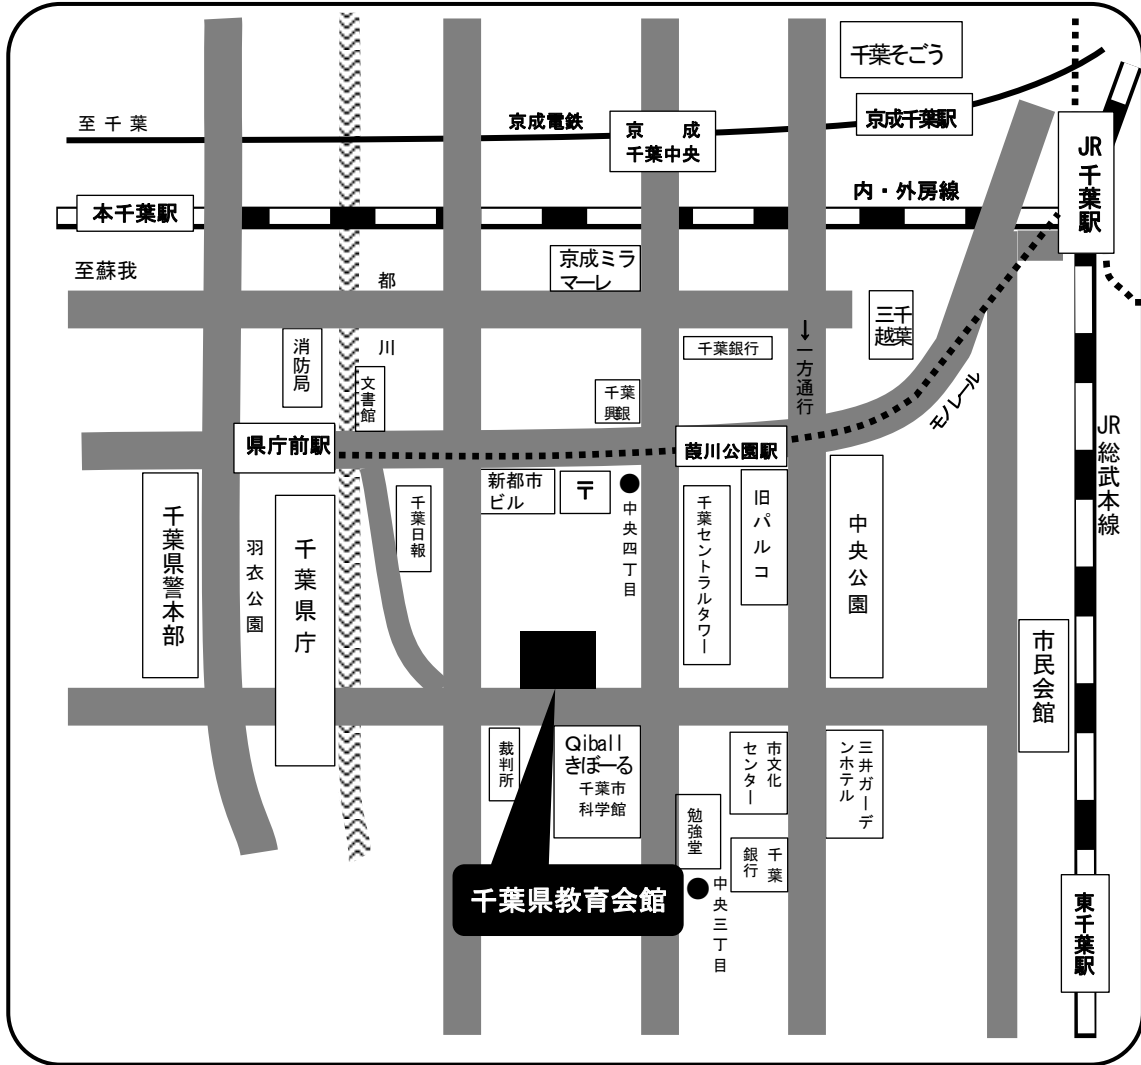 千葉そごう
至 千 葉
京成電鉄
京　成
千葉中央
京成千葉駅
JR
千葉駅
本千葉駅
内・外房線
至蘇我
都
川
京成ミラ
マーレ
千葉
三越
消防局
文書館
千葉銀行
↓一方通行
千葉
興銀
モノレール
JR
総武本線
県庁前駅
葭川公園駅
新都市
ビル
〒
中央四丁目
千葉日報
千葉セントラルタワー
旧パルコ
中央公園
千葉県警本部
羽衣公園
千葉県庁
市民会館
裁判所
Qiball
きぼーる
千葉市
科学館
市文化
センター
三井ガーデ
ンホテル
勉強堂
千葉
銀行
千葉県教育会館
中央三丁目
東千葉駅